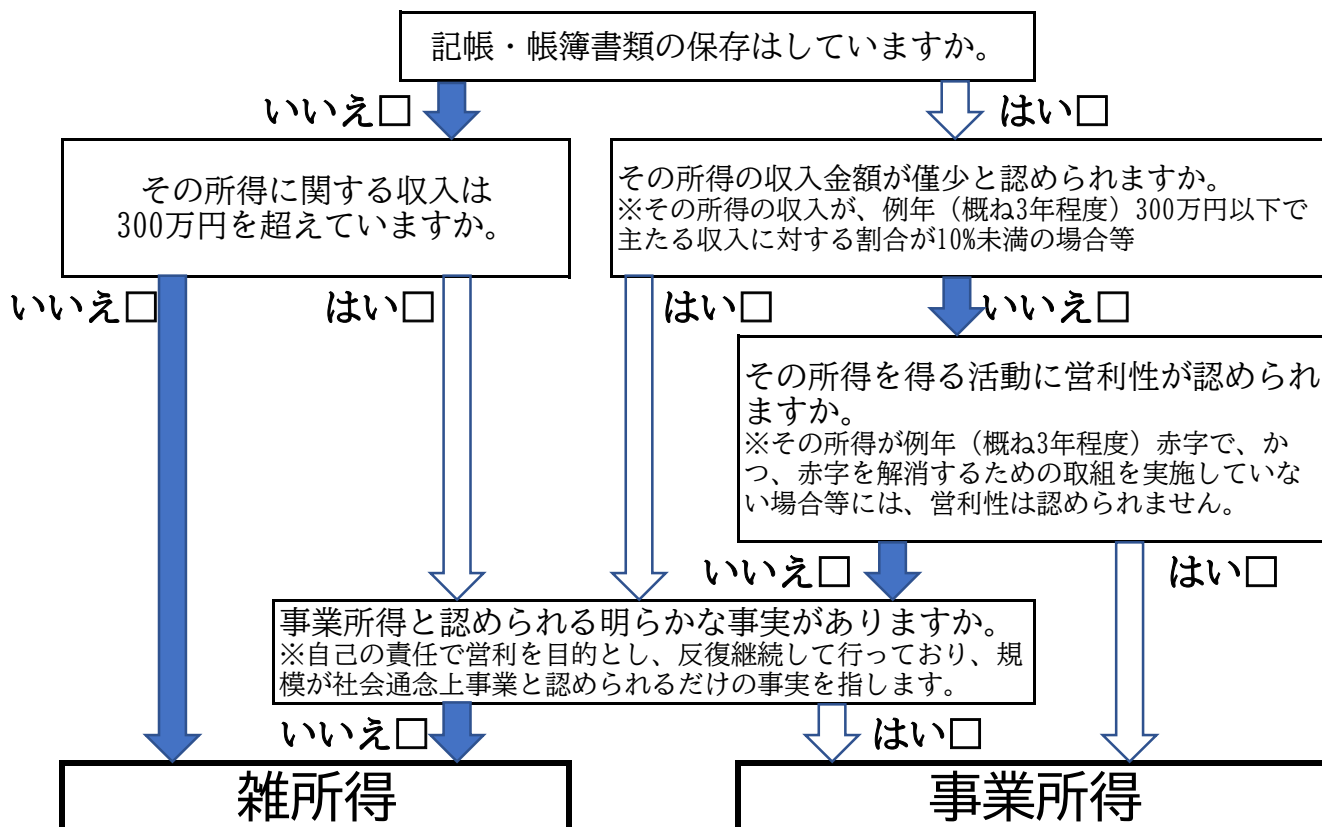 記帳・帳簿書類の保存はしていますか。
いいえ□
はい□
その所得に関する収入は
300万円を超えていますか。
その所得の収入金額が僅少と認められますか。
※その所得の収入が、例年（概ね3年程度）300万円以下で
主たる収入に対する割合が10%未満の場合等
いいえ□
はい□
はい□
いいえ□
その所得を得る活動に営利性が認められ
ますか。
※その所得が例年（概ね3年程度）赤字で、か
つ、赤字を解消するための取組を実施していな
い場合等には、営利性は認められません。
いいえ□
はい□
事業所得と認められる明らかな事実がありますか。
※自己の責任で営利を目的とし、反復継続して行っており、規
模が社会通念上事業と認められるだけの事実を指します。
いいえ□
はい□
雑所得
事業所得